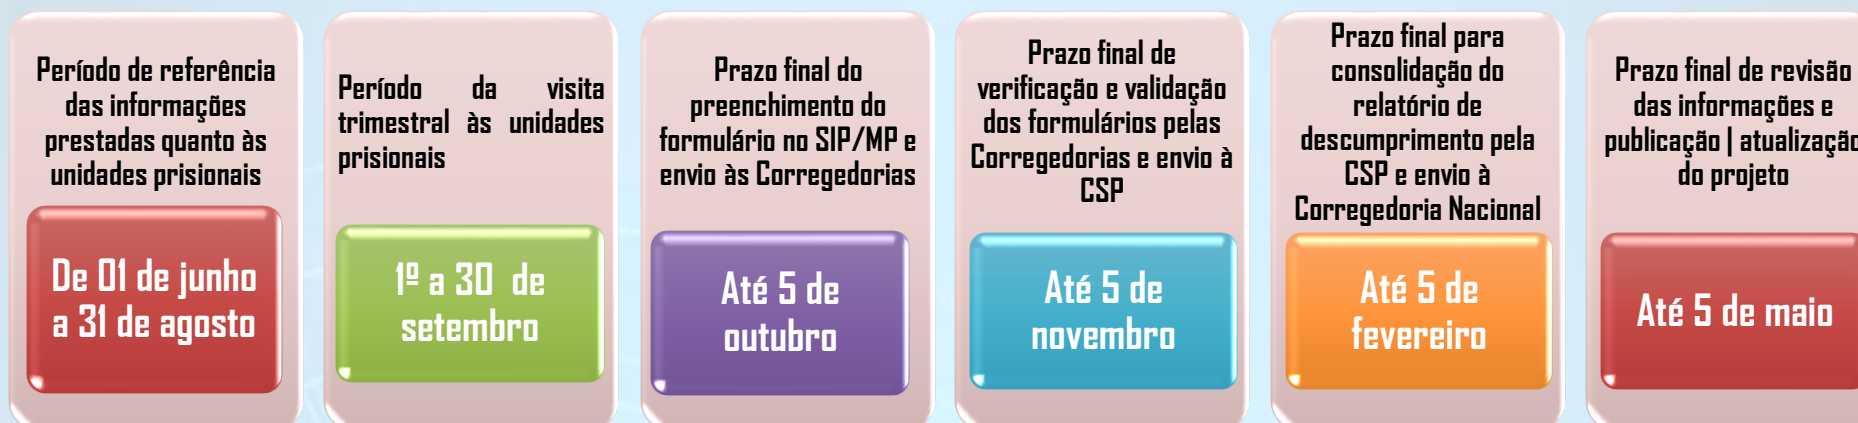 Período de referência
das informações
prestadas quanto às
unidades prisionais
De 01 de junho
a 31 de agosto
Período da visita
trimestral às unidades
prisionais
1º a 30 de
setembro
Prazo final do
preenchimento do
formulário no SIP/MP e
envio às Corregedorias
Até 5 de
outubro
Prazo final de
verificação e validação
dos formulários pelas
Corregedorias e envio à
CSP
Até 5 de
novembro
Prazo final para
consolidação do
relatório de
descumprimento pela
CSP e envio à
Corregedoria Nacional
Até 5 de
fevereiro
Prazo final de revisão
das informações e
publicação | atualização
do projeto
Até 5 de maio